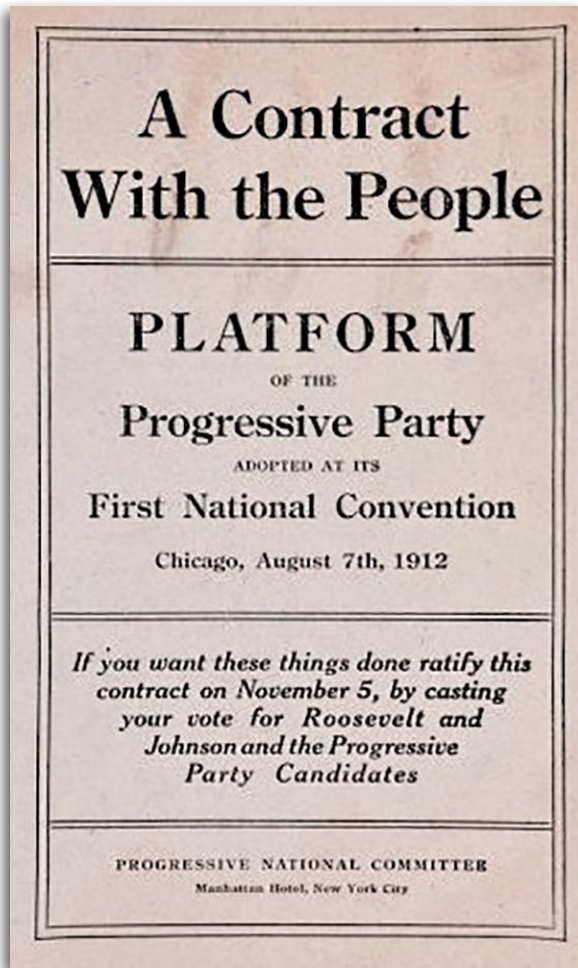 A Contract
With the People
PLATFORM
OF THE
Progressive Party
ADOPTED AT ITS
First National Convention
Chicago, August 7th, 1912
If you want these things done ratify this
contract on November 5, by casting
your vote for Roosevelt and
Johnson and the Progressive
Party Candidates
PROGRESSIVE NATIONAL COMMITTEE
Manhattan Hotel, New York City